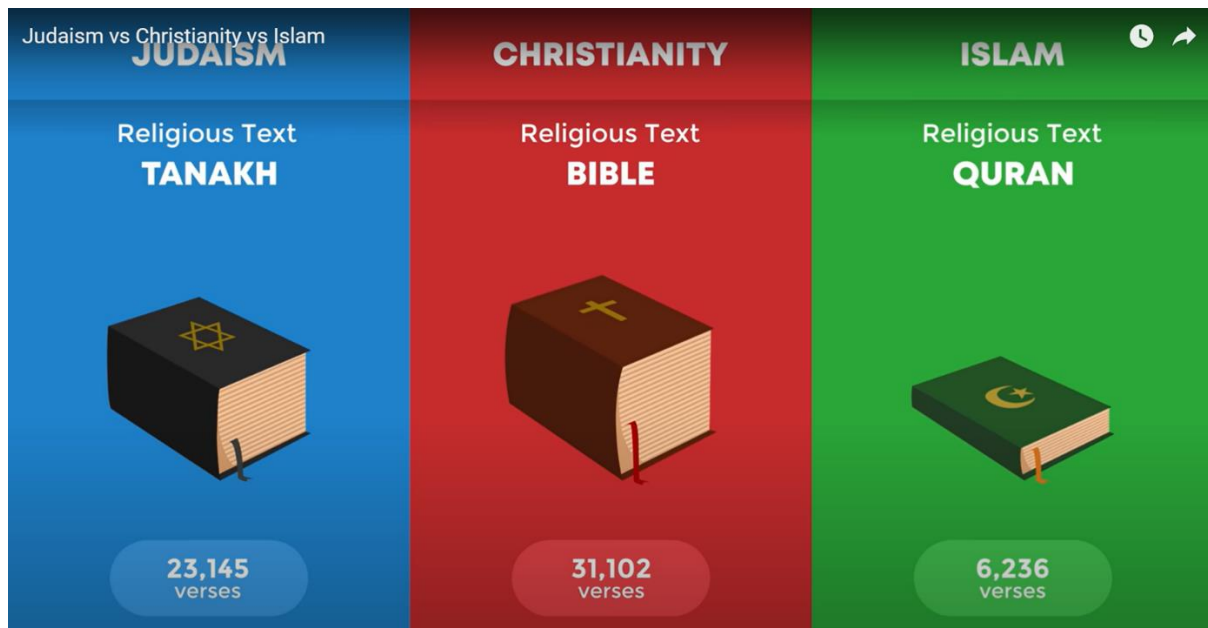 Judaism vs Christianity vs Islam
JUDAISM
CHRISTIANITY
ISLAM
Religious Text
TANAKH
Religious Text
BIBLE
Religious Text
QURAN
23,145
verses
31,102
verses
6,236
verses